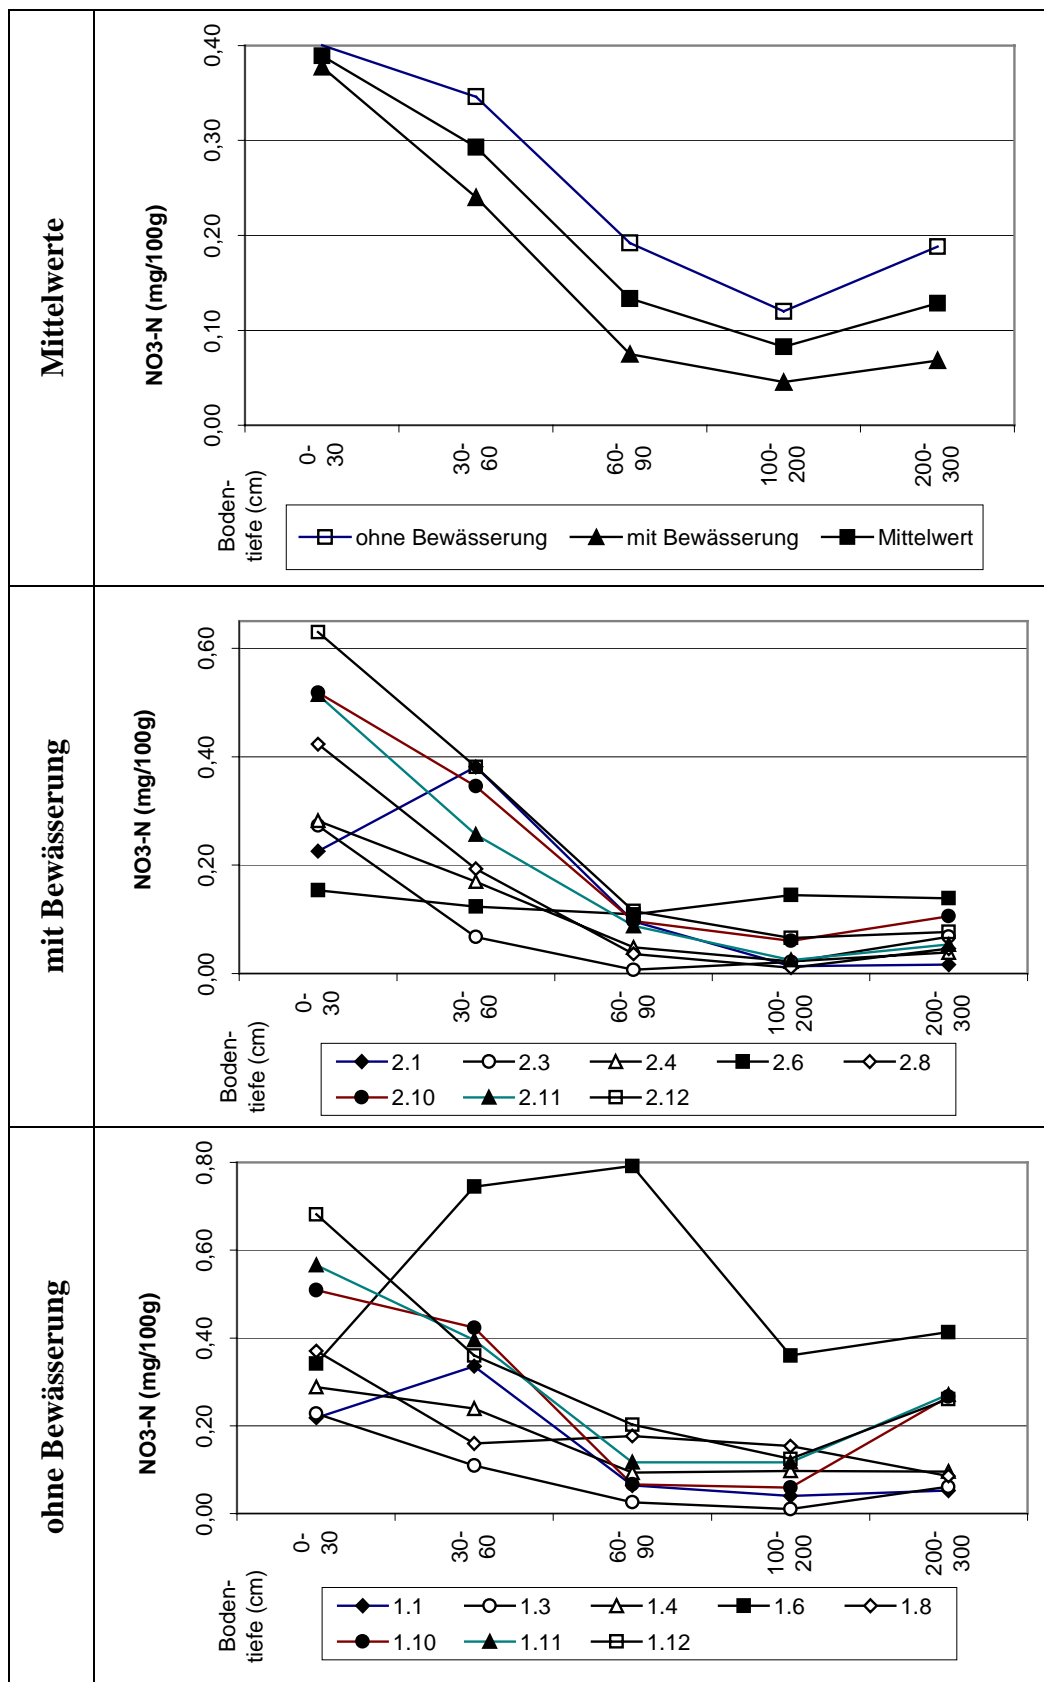 Mittelwerte
NO3-N (mg/100g)
0,40
0,30
0,20
0,10
0,00
Boden-
tiefe (cm)
0-
30
30-
60
60-
90
100-
200
200-
300
ohne Bewässerung
mit Bewässerung
Mittelwert
mit Bewässerung
NO3-N (mg/100g)
0,60
0,40
0,20
0,00
Boden-
tiefe (cm)
0-
30
30-
60
60-
90
100-
200
200-
300
2.1 2.3 2.4 2.6 2.8
2.10 2.11 2.12
ohne Bewässerung
NO3-N (mg/100g)
0,80
0,60
0,40
0,20
0,00
Boden-
tiefe (cm)
0-
30
30-
60
60-
90
100-
200
200-
300
1.1 1.3 1.4 1.6 1.8
1.10 1.11 1.12